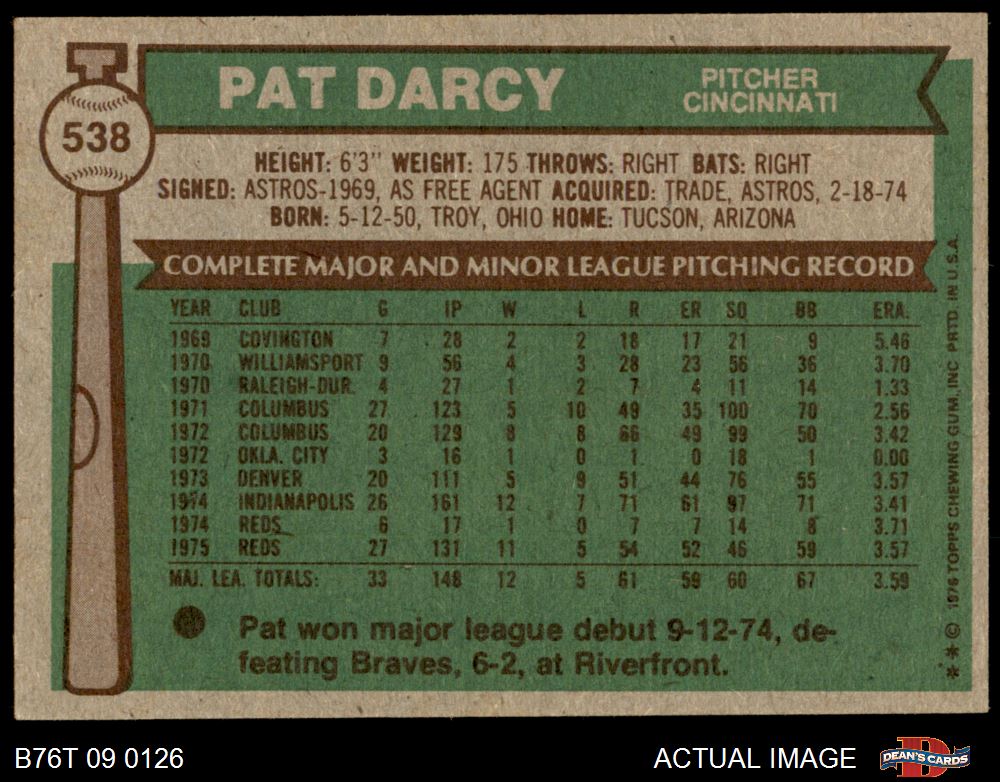 PAT DARCY
PITCHER
CINCINNATI
538
HEIGHT: 6'3" WEIGHT: 175 THROWS: RIGHT BATS: RIGHT
SIGNED: ASTROS-1969, AS FREE AGENT ACQUIRED: TRADE, ASTROS, 2-18-74
BORN: 5-12-50, TROY, OHIO HOME: TUCSON, ARIZONA
COMPLETE MAJOR AND MINOR LEAGUE PITCHING RECORD
YEAR CLUB G IP W L R ER SO BB ERA.
1969 COVINGTON 7 28 2 2 18 17 21 9 5.46
1970 WILLIAMSPORT 9 56 4 3 28 23 56 36 3.70
1970 RALEIGH-DUR. 4 27 1 2 7 4 11 14 1.33
1971 COLUMBUS 27 123 5 10 49 35 100 70 2.56
1972 COLUMBUS 20 129 8 8 66 49 99 50 3.42
1972 OKLA. CITY 3 16 1 0 1 0 18 1 0.00
1973 DENVER 20 111 5 9 51 44 76 55 3.57
1974 INDIANAPOLIS 26 161 12 7 71 61 97 71 3.41
1974 REDS 6 17 1 0 7 7 14 8 3.71
1975 REDS 27 131 11 5 54 52 46 59 3.57
MAJ. LEA. TOTALS: 33 148 12 5 61 59 60 67 3.59
Pat won major league debut 9-12-74, de-
feating Braves, 6-2, at Riverfront.
** © 1976 TOPPS CHEWING GUM, INC PRTD. IN U.S.A.
B76T 09 0126
ACTUAL IMAGE
DEAN'S CARDS